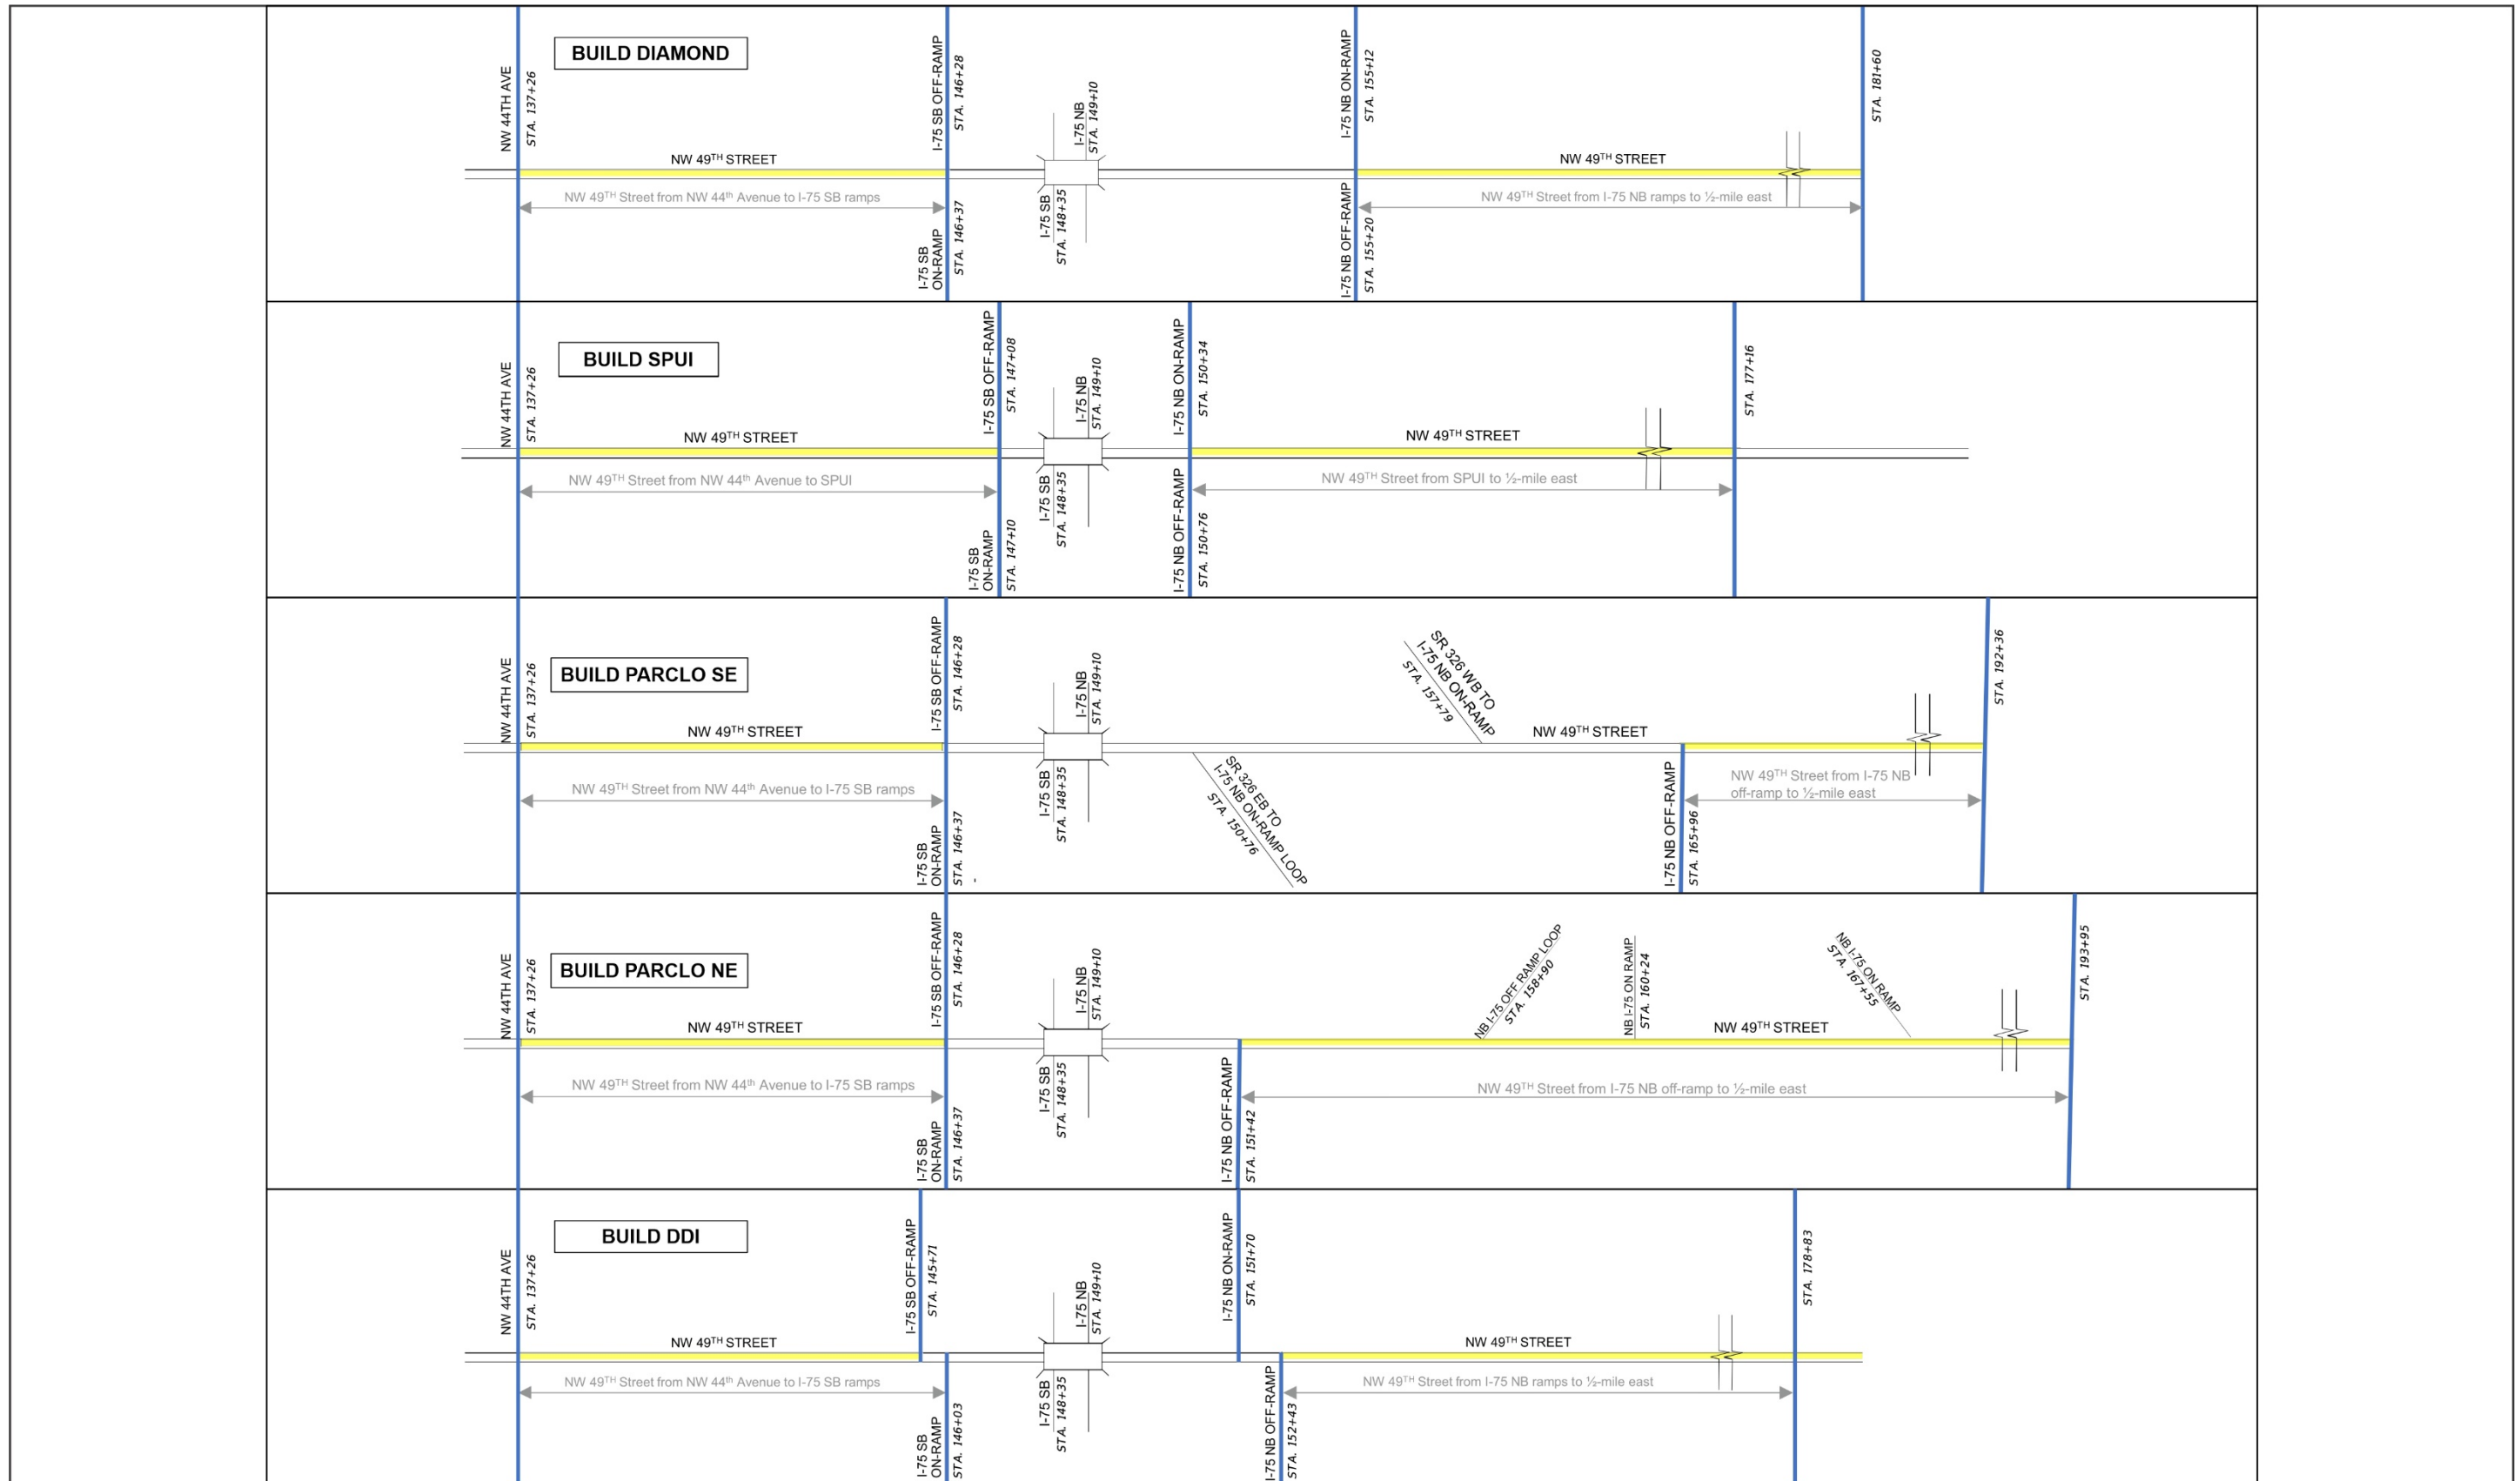 BUILD DIAMOND
NW 44TH AVE
STA. 137+26
I-75 SB OFF-RAMP
STA. 146+28
I-75 NB
STA. 149+10
I-75 NB ON-RAMP
STA. 155+12
STA. 181+60
NW 49TH STREET
NW 49TH STREET
NW 49TH Street from NW 44th Avenue to I-75 SB ramps
NW 49TH Street from I-75 NB ramps to ½-mile east
I-75 SB
ON-RAMP
STA. 146+37
I-75 SB
STA. 148+35
I-75 NB OFF-RAMP
STA. 155+20
BUILD SPUI
NW 44TH AVE
STA. 137+26
I-75 SB OFF-RAMP
STA. 147+08
I-75 NB
STA. 149+10
I-75 NB ON-RAMP
STA. 150+34
STA. 177+16
NW 49TH STREET
NW 49TH STREET
NW 49TH Street from NW 44th Avenue to SPUI
NW 49TH Street from SPUI to ½-mile east
I-75 SB
ON-RAMP
STA. 147+10
I-75 SB
STA. 148+35
I-75 NB OFF-RAMP
STA. 150+76
BUILD PARCLO SE
NW 44TH AVE
STA. 137+26
I-75 SB OFF-RAMP
STA. 146+28
I-75 NB
STA. 149+10
SR 326 WB TO
I-75 NB ON-RAMP
STA. 157+79
STA. 192+36
NW 49TH STREET
NW 49TH STREET
NW 49TH Street from NW 44th Avenue to I-75 SB ramps
NW 49TH Street from I-75 NB
off-ramp to ½-mile east
I-75 SB
ON-RAMP
STA. 146+37
-
I-75 SB
STA. 148+35
SR 326 EB TO
I-75 NB ON-RAMP LOOP
STA. 150+76
I-75 NB OFF-RAMP
STA. 165+96
BUILD PARCLO NE
NW 44TH AVE
STA. 137+26
I-75 SB OFF-RAMP
STA. 146+28
I-75 NB
STA. 149+10
NB I-75 OFF RAMP LOOP
STA. 158+90
NB I-75 ON RAMP
STA. 160+24
NB I-75 ON RAMP
STA. 167+55
STA. 193+95
NW 49TH STREET
NW 49TH STREET
NW 49TH Street from NW 44th Avenue to I-75 SB ramps
NW 49TH Street from I-75 NB off-ramp to ½-mile east
I-75 SB
ON-RAMP
STA. 146+37
I-75 SB
STA. 148+35
I-75 NB OFF-RAMP
STA. 151+42
BUILD DDI
NW 44TH AVE
STA. 137+26
I-75 SB OFF-RAMP
STA. 145+71
I-75 NB
STA. 149+10
I-75 NB ON-RAMP
STA. 151+70
STA. 178+83
NW 49TH STREET
NW 49TH STREET
NW 49TH Street from NW 44th Avenue to I-75 SB ramps
NW 49TH Street from I-75 NB ramps to ½-mile east
I-75 SB
ON-RAMP
STA. 146+03
I-75 SB
STA. 148+35
I-75 NB OFF-RAMP
STA. 152+43